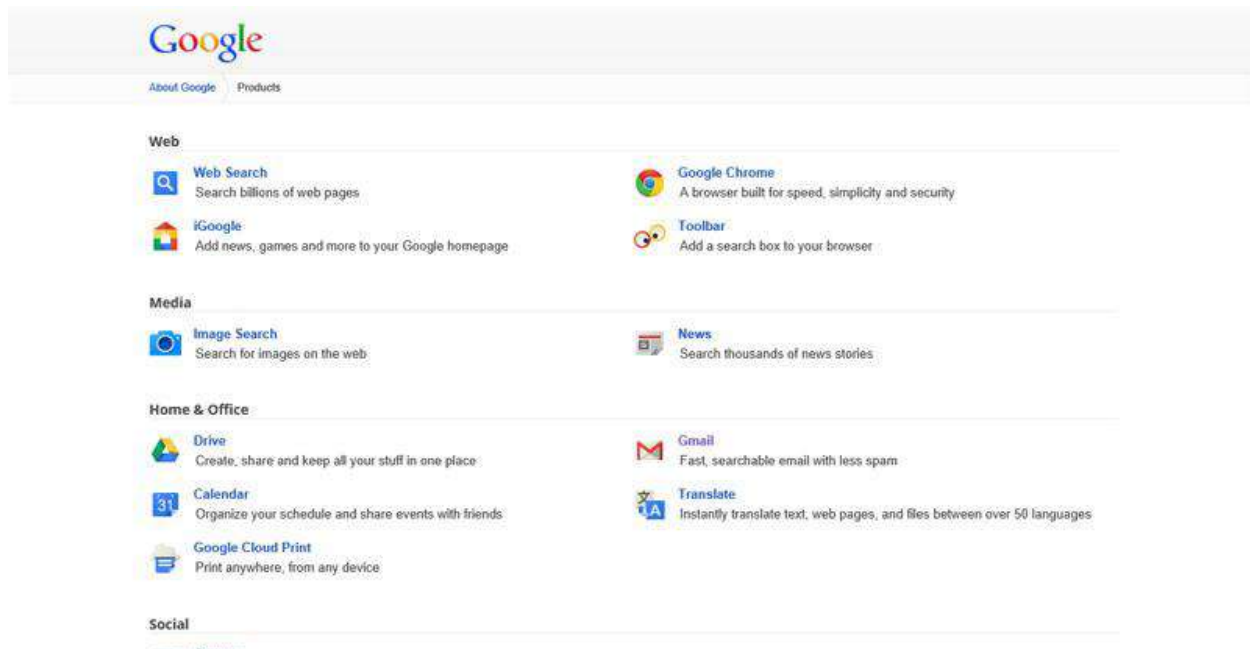 Google
About Google Products
Web
Web Search
Search billions of web pages
Google Chrome
A browser built for speed, simplicity and security
iGoogle
Add news, games and more to your Google homepage
Toolbar
Add a search box to your browser
Media
Image Search
Search for images on the web
News
Search thousands of news stories
Home & Office
Drive
Create, share and keep all your stuff in one place
Gmail
Fast, searchable email with less spam
31
Calendar
Organize your schedule and share events with friends
文
A
Translate
Instantly translate text, web pages, and files between over 50 languages
Google Cloud Print
Print anywhere, from any device
Social